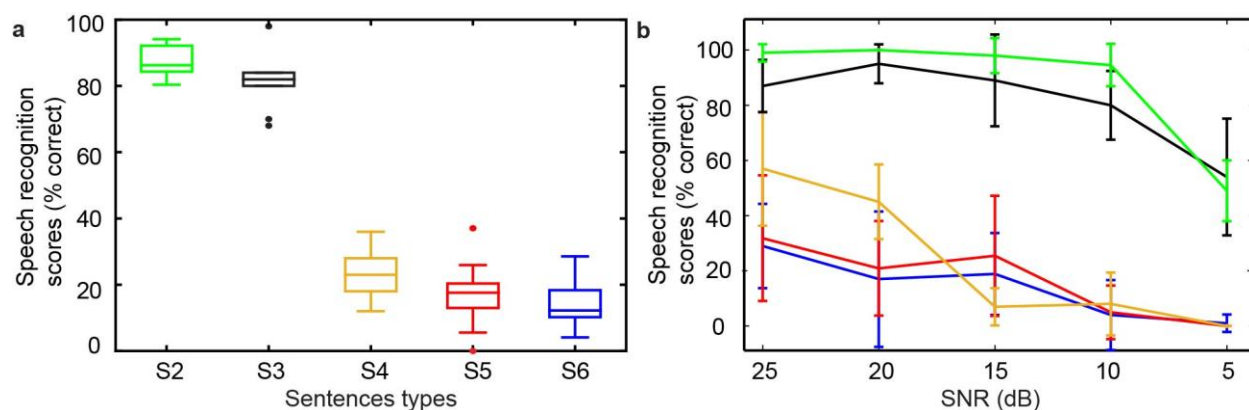 a
Speech recognition
scores (% correct)
100
80
60
40
20
0
S2 S3 S4 S5 S6
Sentences types
b
Speech recognition
scores (% correct)
100
80
60
40
20
0
25 20 15 10 5
SNR (dB)